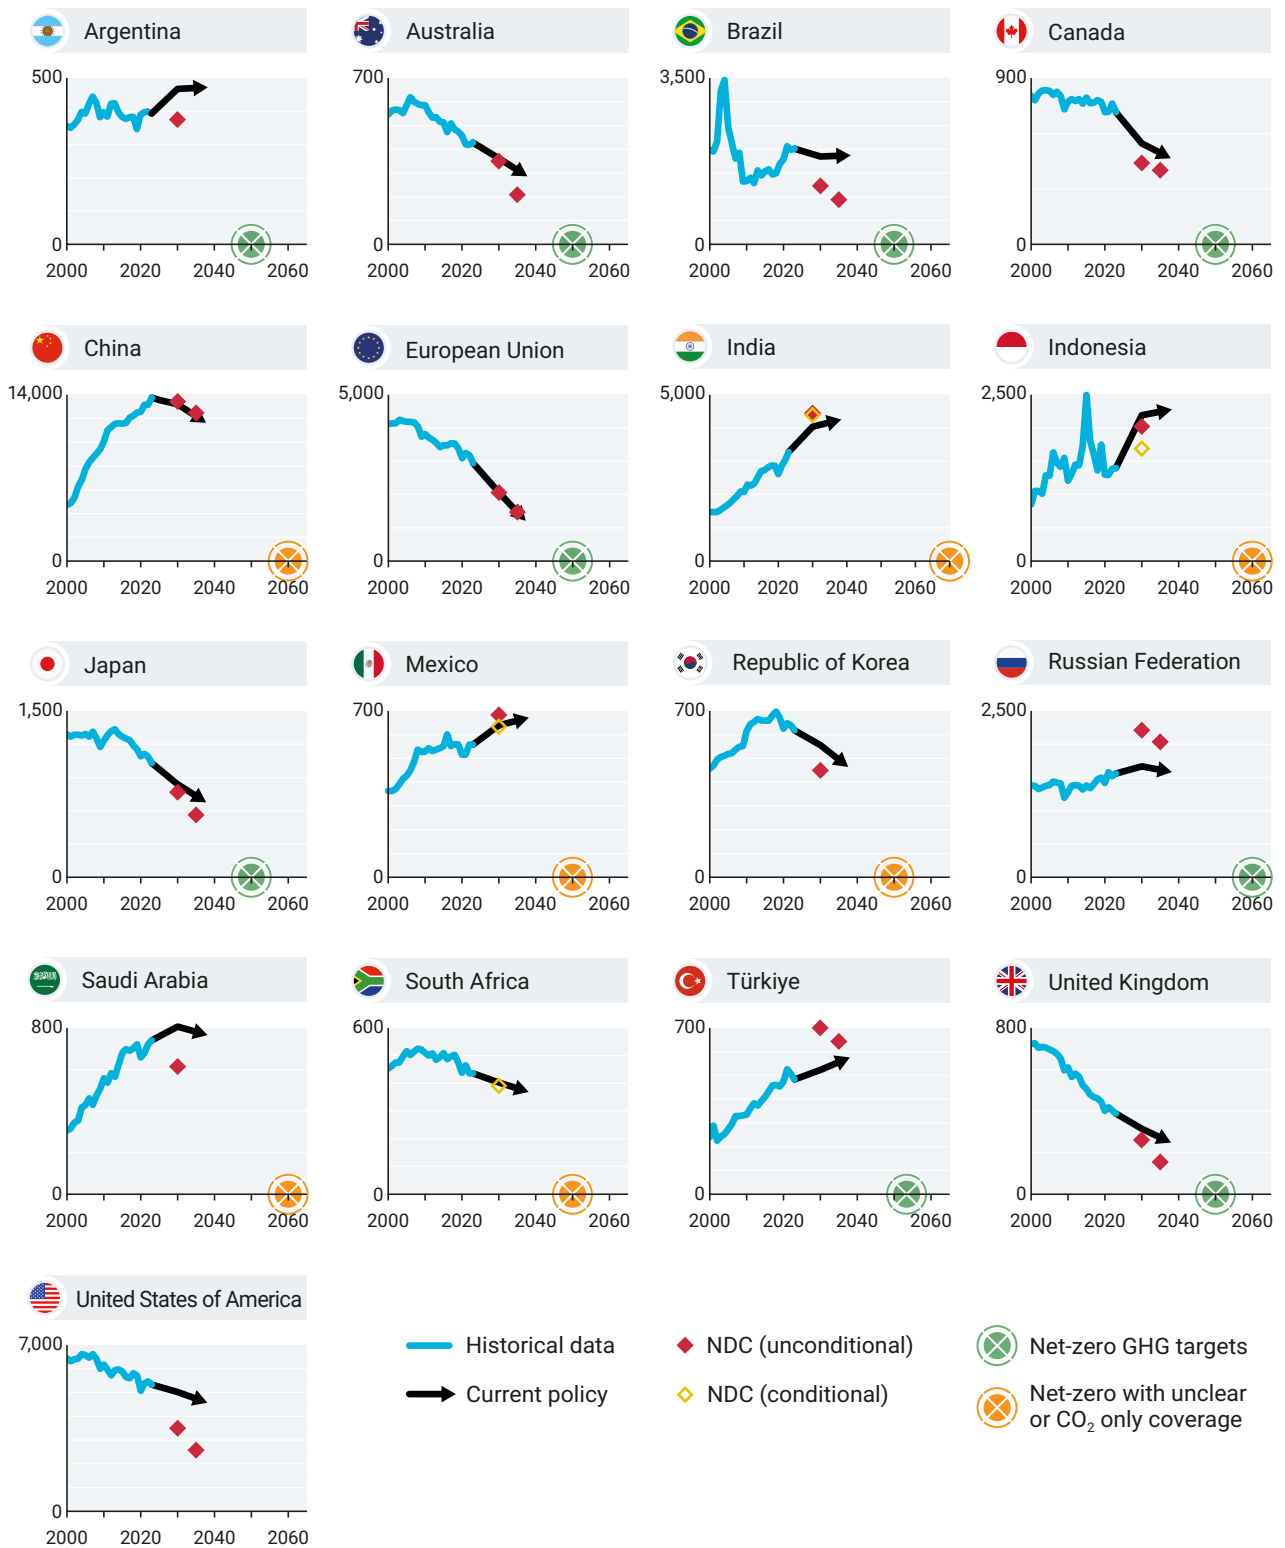 Argentina
Australia
Brazil
Canada
500
0
2000 2020 2040 2060
700
0
2000 2020 2040 2060
3,500
0
2000 2020 2040 2060
900
0
2000 2020 2040 2060
China
European Union
India
Indonesia
14,000
0
2000 2020 2040 2060
5,000
0
2000 2020 2040 2060
5,000
0
2000 2020 2040 2060
2,500
0
2000 2020 2040 2060
Japan
Mexico
Republic of Korea
Russian Federation
1,500
0
2000 2020 2040 2060
700
0
2000 2020 2040 2060
700
0
2000 2020 2040 2060
2,500
0
2000 2020 2040 2060
Saudi Arabia
South Africa
Türkiye
United Kingdom
800
0
2000 2020 2040 2060
600
0
2000 2020 2040 2060
700
0
2000 2020 2040 2060
800
0
2000 2020 2040 2060
United States of America
7,000
0
2000 2020 2040 2060
Historical data
Current policy
NDC (unconditional)
NDC (conditional)
Net-zero GHG targets
Net-zero with unclear
or CO₂ only coverage